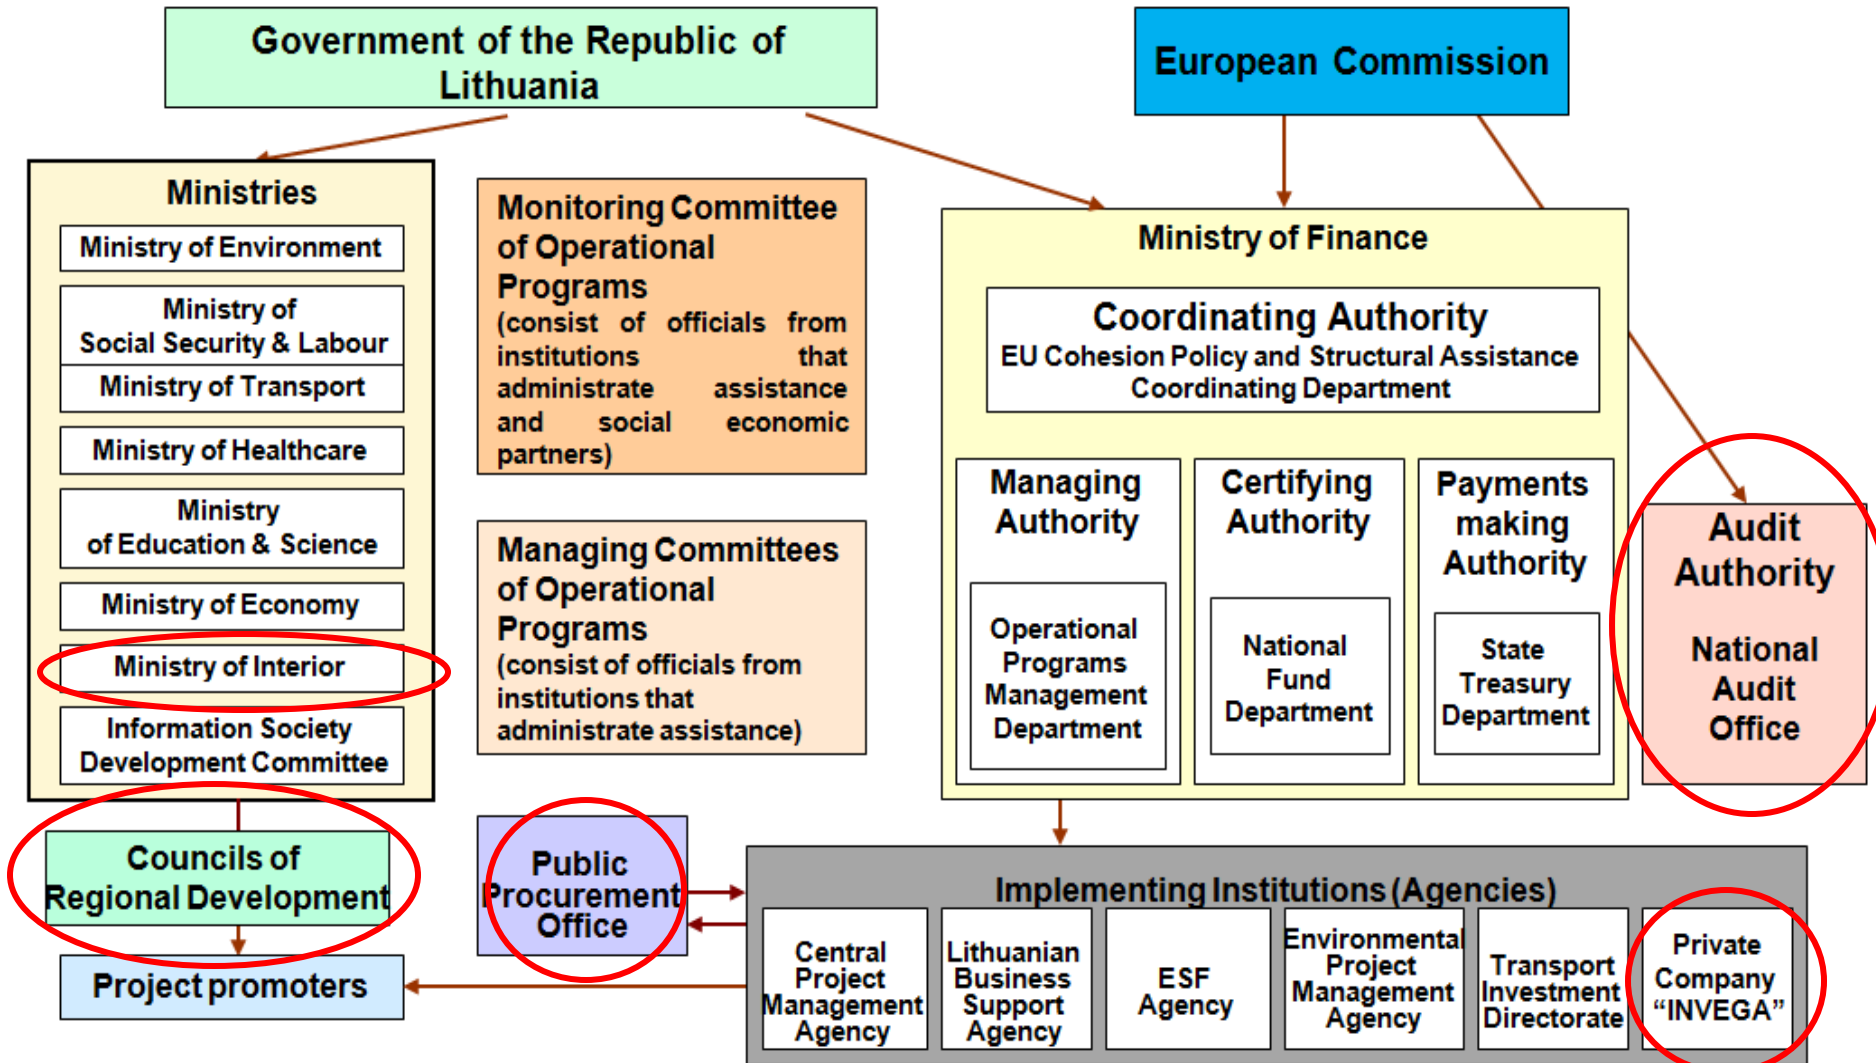 Government of the Republic of
Lithuania
European Commission
Ministries
Ministry of Environment
Ministry of
Social Security & Labour
Ministry of Transport
Ministry of Healthcare
Ministry
of Education & Science
Ministry of Economy
Ministry of Interior
Information Society
Development Committee
Monitoring Committee
of Operational
Programs
(consist of officials from
institutions that
administrate assistance
and social economic
partners)
Managing Committees
of Operational
Programs
(consist of officials from
institutions that
administrate assistance)
Ministry of Finance
Coordinating Authority
EU Cohesion Policy and Structural Assistance
Coordinating Department
Managing
Authority
Operational
Programs
Management
Department
Certifying
Authority
National
Fund
Department
Payments
making
Authority
State
Treasury
Department
Audit
Authority
National
Audit
Office
Councils of
Regional Development
Project promoters
Public
Procurement
Office
Implementing Institutions (Agencies)
Central
Project
Management
Agency
Lithuanian
Business
Support
Agency
ESF
Agency
Environmental
Project
Management
Agency
Transport
Investment
Directorate
Private
Company
“INVEGA”